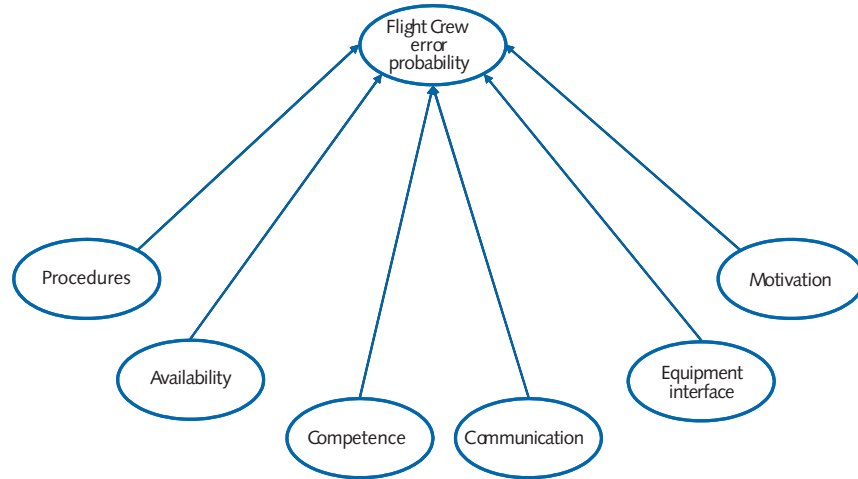 Flight Crew
error
probability
Procedures
Motivation
Availability
Equipment
interface
Competence
Communication